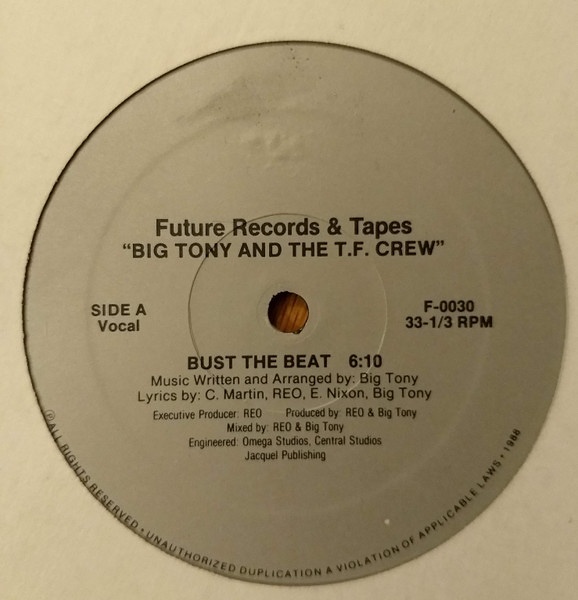 Future Records & Tapes
"BIG TONY AND THE T.F. CREW"
SIDE A
Vocal
F-0030
33-1/3 RPM
BUST THE BEAT 6:10
Music Written and Arranged by: Big Tony
Lyrics by: C. Martin, REO, E. Nixon, Big Tony
Executive Producer: REO Produced by: REO & Big Tony
Mixed by: REO & Big Tony
Engineered: Omega Studios, Central Studios
Jacquel Publishing
Ⓟ ALL RIGHTS RESERVED • UNAUTHORIZED DUPLICATION A VIOLATION OF APPLICABLE LAWS • 1988